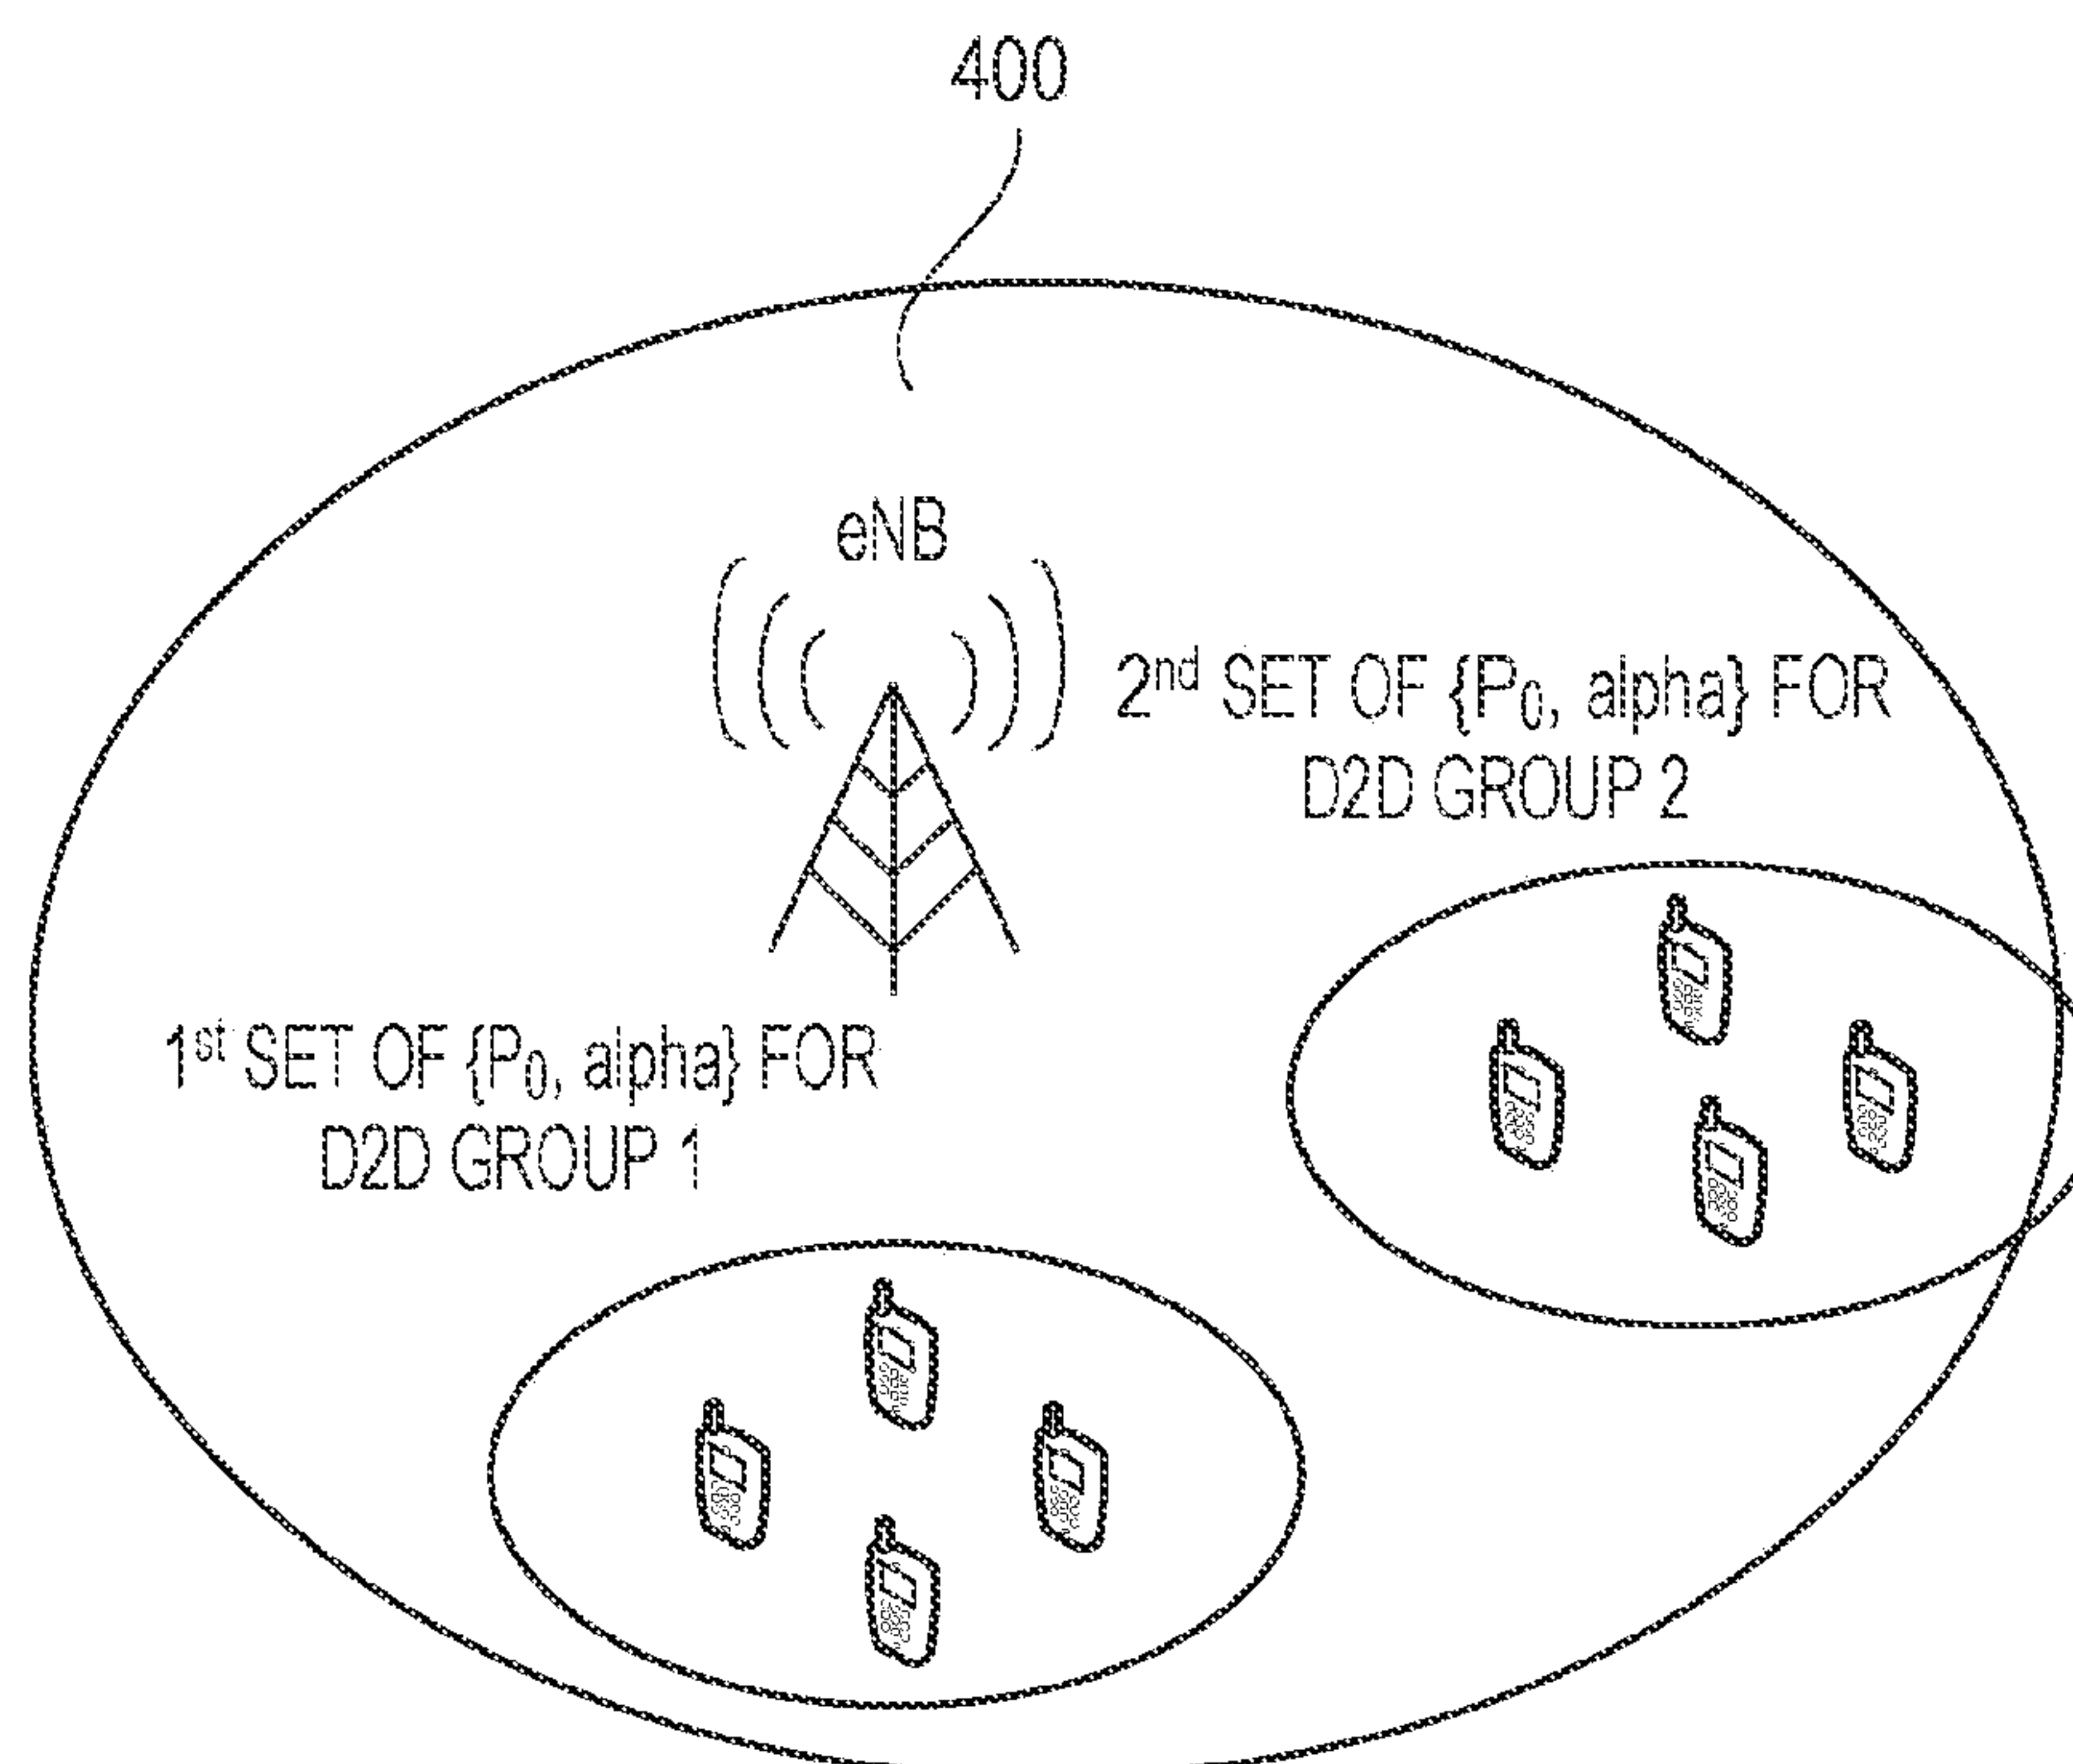 400
eNB
2nd SET OF {P0, alpha} FOR
D2D GROUP 2
1st SET OF {P0, alpha} FOR
D2D GROUP 1